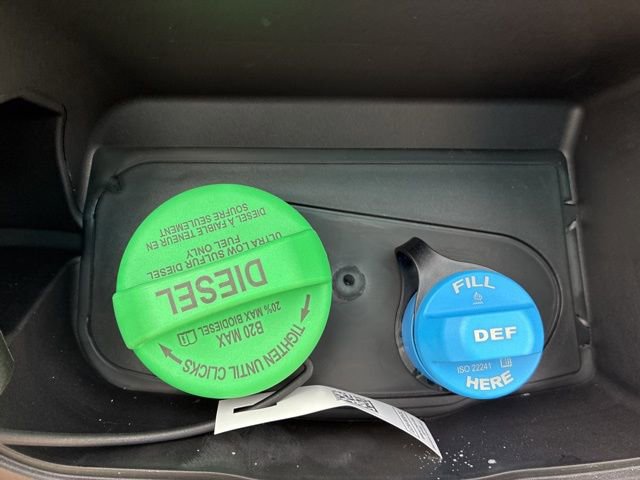 TIGHTEN UNTIL CLICKS
B20 MAX
20% MAX BIODIESEL
DIESEL
ULTRA LOW SULFUR DIESEL
FUEL ONLY
DIESEL À FAIBLE TENEUR EN
SOUFRE SEULEMENT
FILL
DEF
ISO 22241
HERE